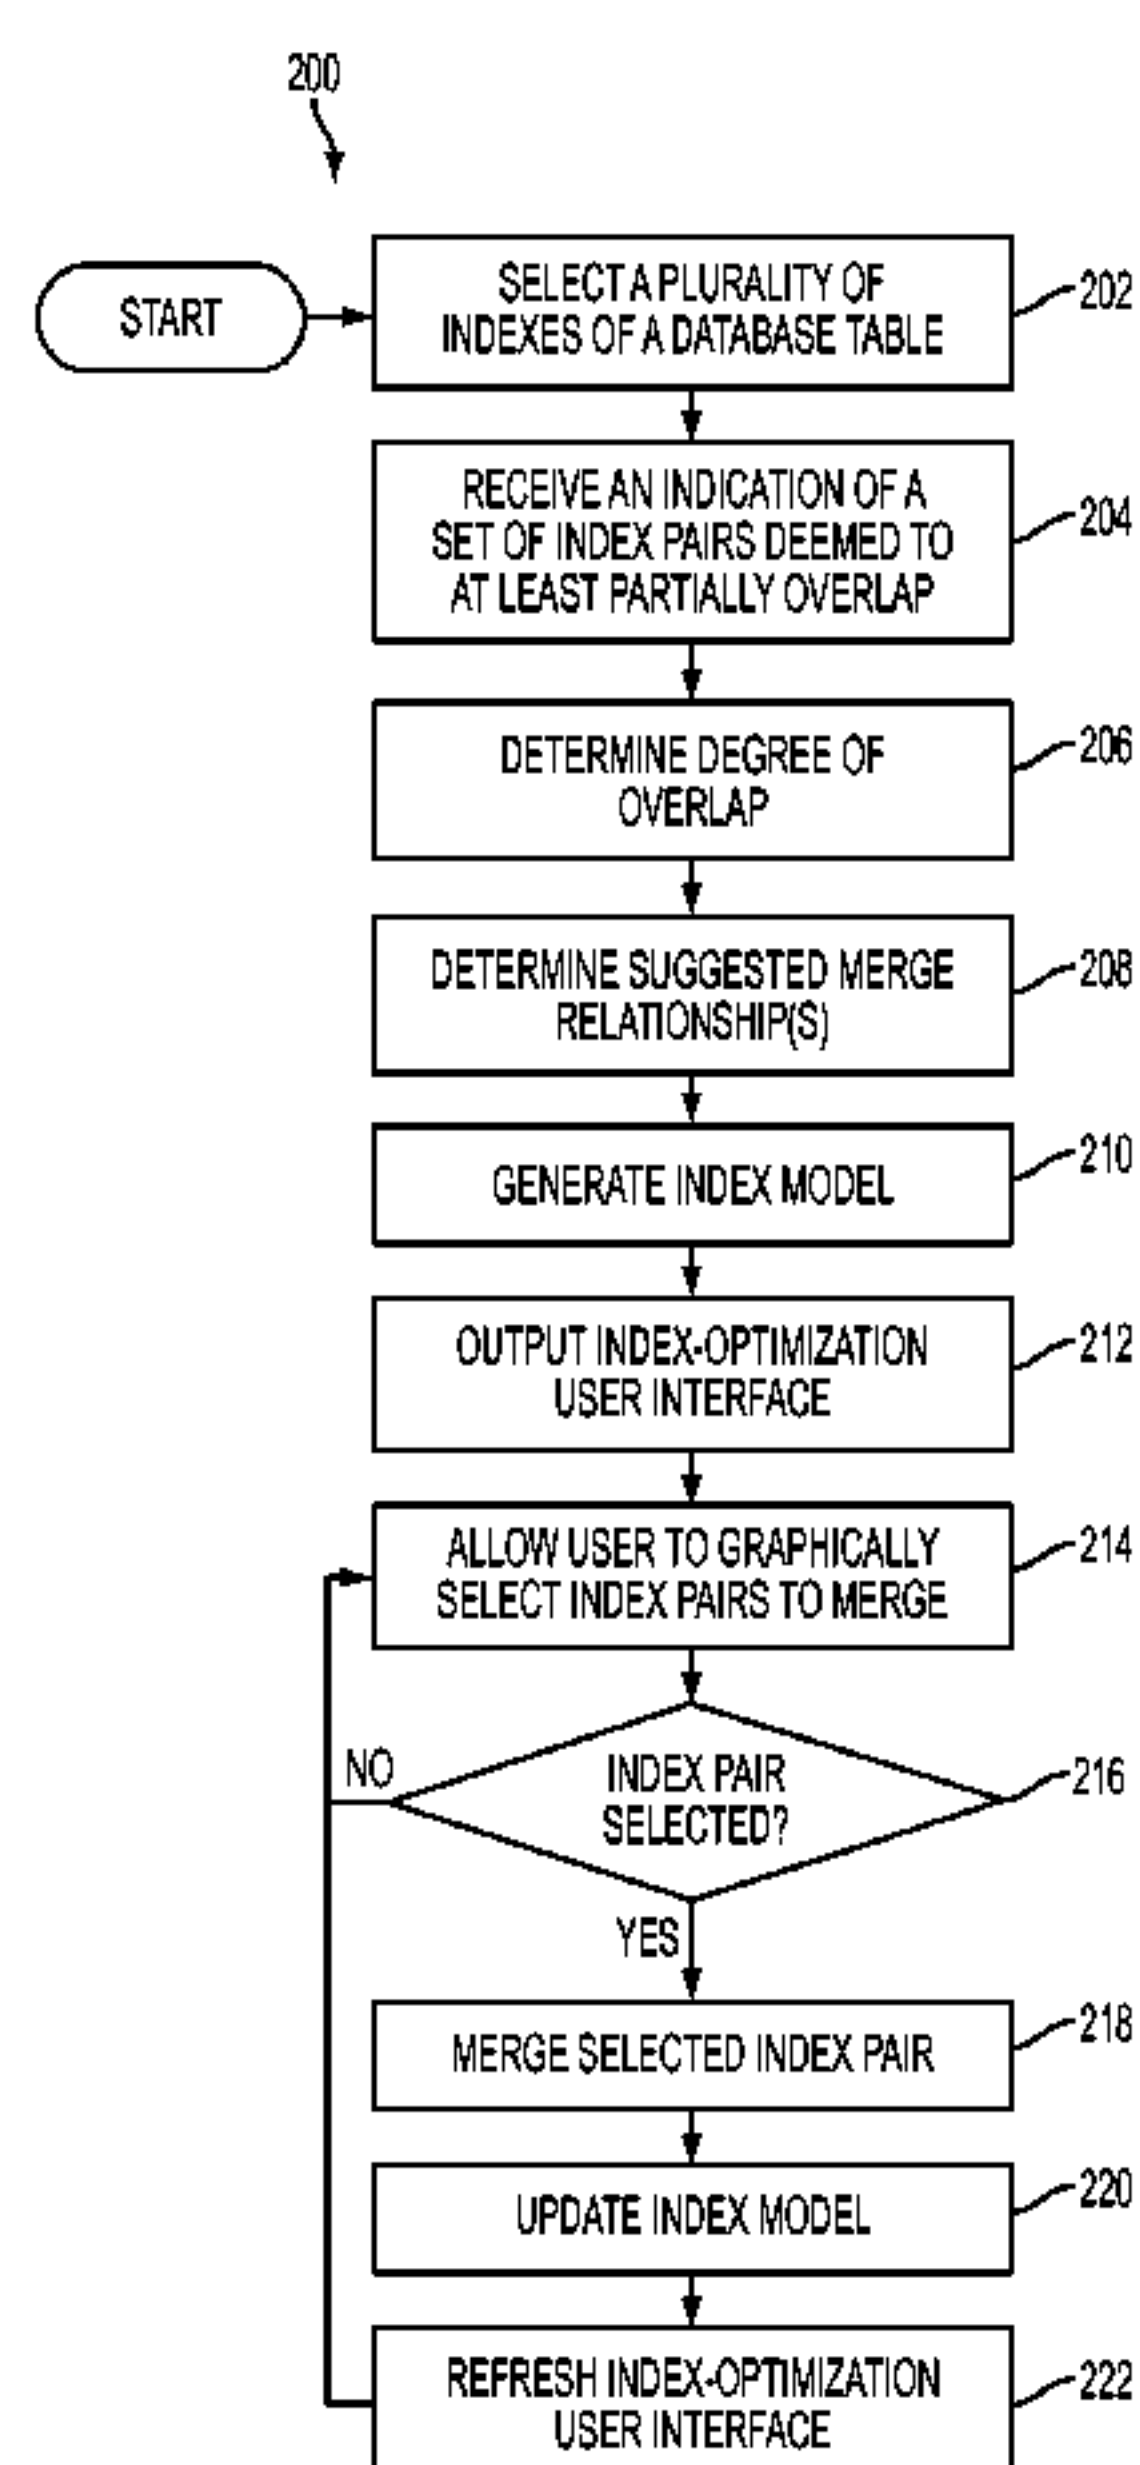 200
START
SELECT A PLURALITY OF
INDEXES OF A DATABASE TABLE
202
RECEIVE AN INDICATION OF A
SET OF INDEX PAIRS DEEMED TO
AT LEAST PARTIALLY OVERLAP
204
DETERMINE DEGREE OF
OVERLAP
206
DETERMINE SUGGESTED MERGE
RELATIONSHIP(S)
208
GENERATE INDEX MODEL
210
OUTPUT INDEX-OPTIMIZATION
USER INTERFACE
212
ALLOW USER TO GRAPHICALLY
SELECT INDEX PAIRS TO MERGE
214
NO
INDEX PAIR
SELECTED?
216
YES
MERGE SELECTED INDEX PAIR
218
UPDATE INDEX MODEL
220
REFRESH INDEX-OPTIMIZATION
USER INTERFACE
222